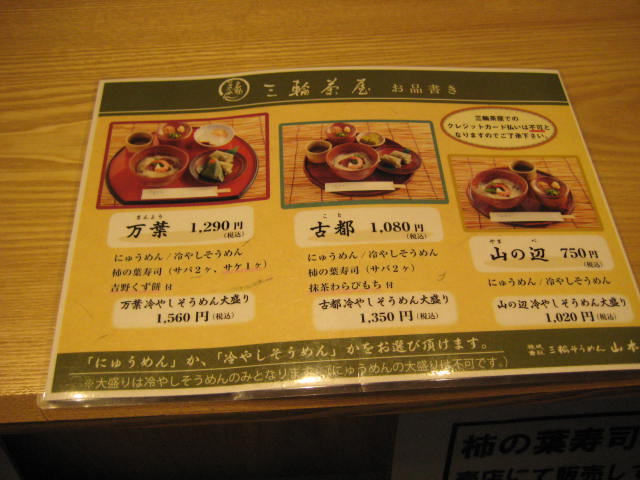 三輪茶屋 お品書き
三輪茶屋での
クレジットカード払いは不可と
なりますのでご了承下さい。
まんよう
万葉 1,290円(税込)
にゅうめん/冷やしそうめん
柿の葉寿司(サバ2ヶ、サケ1ヶ)
吉野くず餅 付
万葉 冷やしそうめん大盛り
1,560円(税込)
こと
古都 1,080円(税込)
にゅうめん/冷やしそうめん
柿の葉寿司(サバ2ヶ)
抹茶わらびもち 付
古都 冷やしそうめん大盛り
1,350円(税込)
やまべ
山の辺 750円(税込)
にゅうめん/冷やしそうめん
山の辺 冷やしそうめん大盛り
1,020円(税込)
「にゅうめん」か、「冷やしそうめん」かをお選び頂けます。
※大盛りは冷やしそうめんのみとなります。(にゅうめんの大盛りは不可です。)
株式会社 三輪そうめん 山本
柿の葉寿司
売店にて販売し